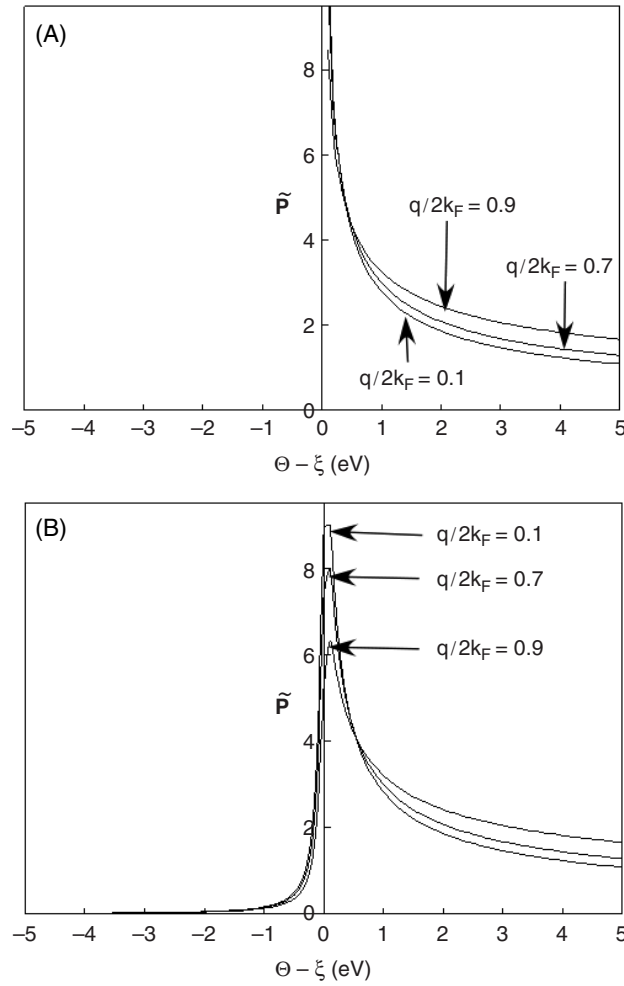 (A)
8
6
P̃
4
2
0
q/2k_F = 0.9
q/2k_F = 0.7
q/2k_F = 0.1
−5 −4 −3 −2 −1 0 1 2 3 4 5
Θ − ξ (eV)
(B)
8
6
P̃
4
2
0
q/2k_F = 0.1
q/2k_F = 0.7
q/2k_F = 0.9
−5 −4 −3 −2 −1 0 1 2 3 4 5
Θ − ξ (eV)